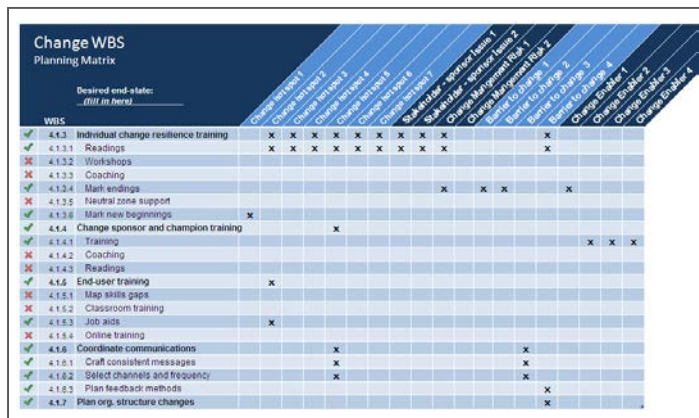 Change WBS
Planning Matrix
Desired end-state:
(fill in here)
WBS
Change hot spot 1
Change hot spot 2
Change hot spot 3
Change hot spot 4
Change hot spot 5
Change hot spot 6
Change hot spot 7
Stakeholder - sponsor Issue 1
Stakeholder - sponsor Issue 2
Change Mangement Risk 1
Change Mangement Risk 2
Barrier to change 1
Barrier to change 2
Barrier to change 3
Barrier to change 4
Change Enabler 1
Change Enabler 2
Change Enabler 3
Change Enabler 4
4.1.3 Individual change resilience training x x x x x x x x x x
4.1.3.1 Readings x x x x x x x x x x
4.1.3.2 Workshops
4.1.3.3 Coaching
4.1.3.4 Mark endings x x x x
4.1.3.5 Neutral zone support
4.1.3.6 Mark new beginnings x
4.1.4 Change sponsor and champion training x
4.1.4.1 Training x x x
4.1.4.2 Coaching
4.1.4.3 Readings
4.1.5 End-user training x
4.1.5.1 Map skills gaps
4.1.5.2 Classroom training
4.1.5.3 Job aids x
4.1.5.4 Online training
4.1.6 Coordinate communications x x
4.1.6.1 Craft consistent messages x x
4.1.6.2 Select channels and frequency x x
4.1.6.3 Plan feedback methods x
4.1.7 Plan org. structure changes x